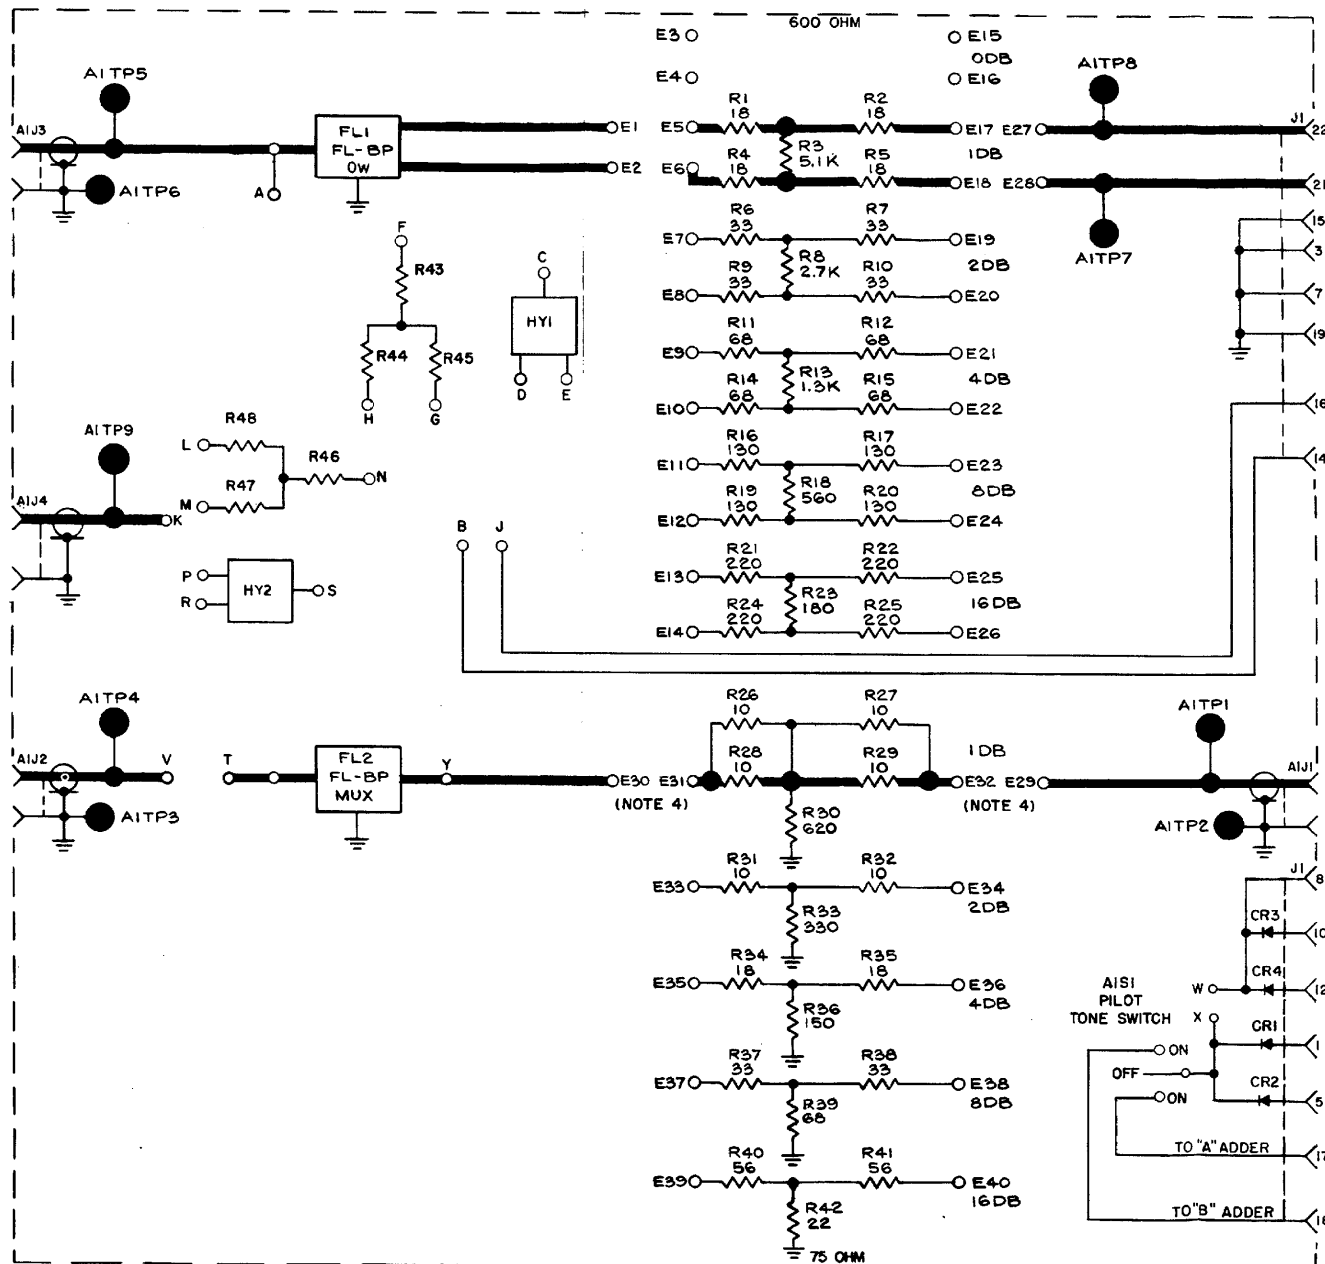 600 OHM
E3 E15
0DB
E4 E16
A1TP5
A1TP8
R1 R2
18 18
J1
A1J3
E1 E5 E17 E27 22
FL1
FL-BP
OW
R3
5.1K
1DB
R4 R5
18 18
E2 E6 E18 E28 21
A1TP6
A
A1TP7
15
3
7
19
16
14
F
R43
R44 R45
H G
C
HY1
D E
R6 R7
33 33
E7 E19
R8
2.7K
2DB
R9 R10
33 33
E8 E20
R11 R12
68 68
E9 E21
R13
1.3K
4DB
R14 R15
68 68
E10 E22
R16 R17
130 130
E11 E23
R18
560
8DB
R19 R20
130 130
E12 E24
R21 R22
220 220
E13 E25
R23
180
16DB
R24 R25
220 220
E14 E26
A1TP9
R48
L
R46
N
R47
M
A1J4
K
B J
P
R
HY2
S
A1TP4
A1J2
V T
FL2
FL-BP
MUX
Y
A1TP3
R26 R27
10 10
R28 R29
10 10
1DB
E30 E31 E32 E29
(NOTE 4) (NOTE 4)
R30
620
A1TP1
A1J1
A1TP2
R31 R32
10 10
E33 E34
R33
330
2DB
R34 R35
18 18
E35 E36
R36
150
4DB
R37 R38
33 33
E37 E38
R39
68
8DB
R40 R41
56 56
E39 E40
R42
22
16DB
75 OHM
J1
8
CR3
10
CR4
W 12
A1S1
PILOT
TONE SWITCH
X
CR1
1
ON
OFF
CR2
5
ON
TO "A" ADDER 17
TO "B" ADDER 18